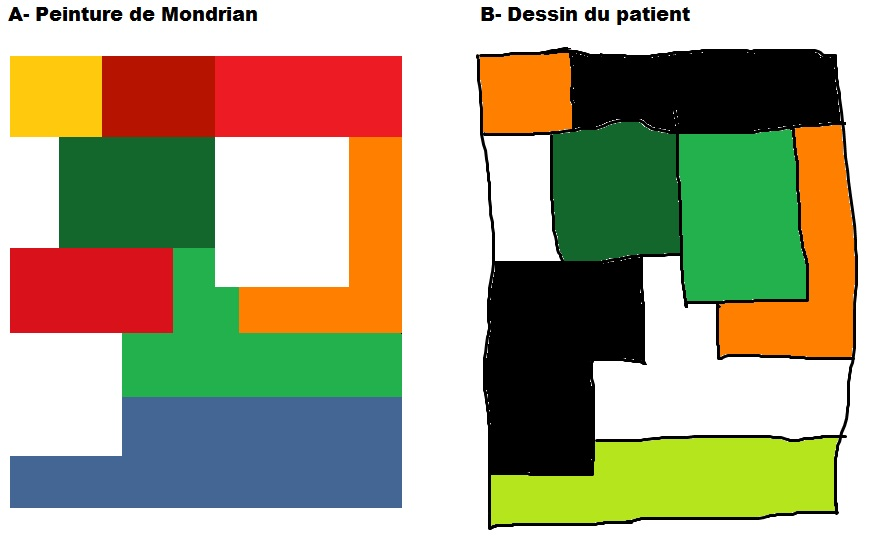 A- Peinture de Mondrian
B- Dessin du patient